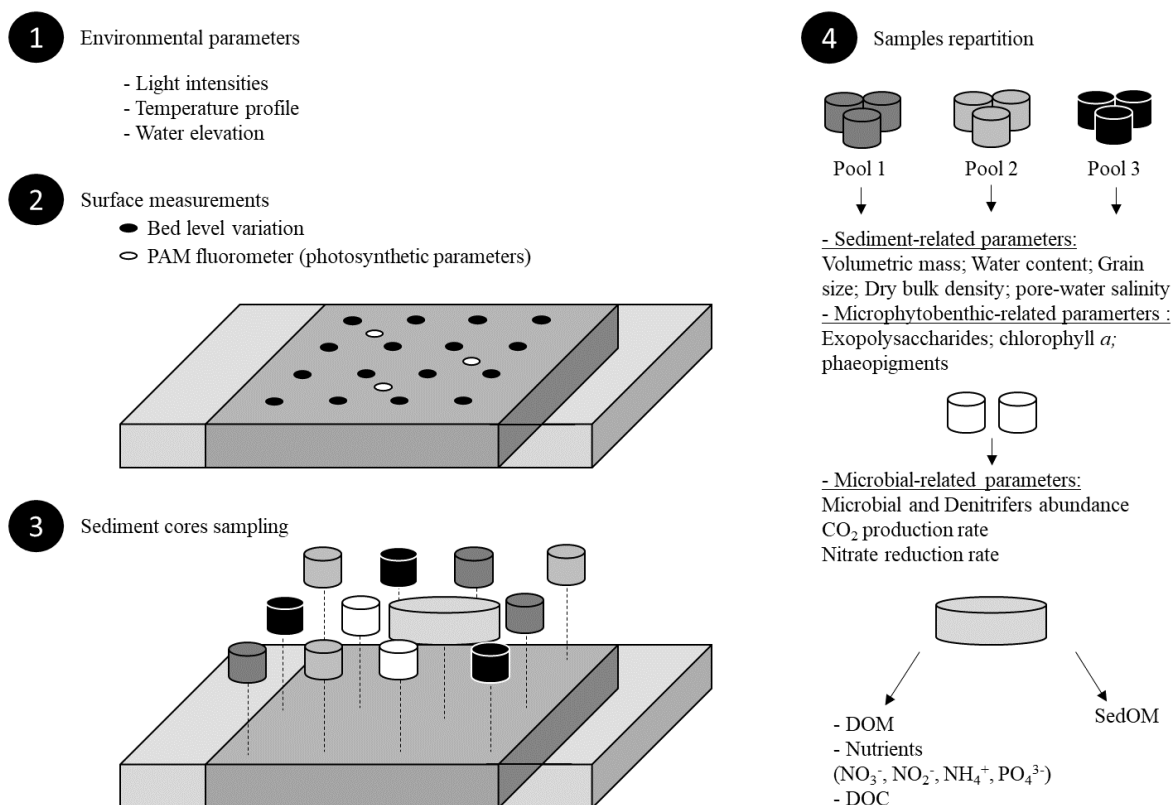 1 Environmental parameters
- Light intensities
- Temperature profile
- Water elevation
2 Surface measurements
Bed level variation
PAM fluorometer (photosynthetic parameters)
3 Sediment cores sampling
4 Samples repartition
Pool 1 Pool 2 Pool 3
- Sediment-related parameters:
Volumetric mass; Water content; Grain
size; Dry bulk density; pore-water salinity
- Microphytobenthic-related paramerters :
Exopolysaccharides; chlorophyll a;
phaeopigments
- Microbial-related parameters:
Microbial and Denitrifers abundance
CO₂ production rate
Nitrate reduction rate
- DOM
- Nutrients
(NO₃⁻, NO₂⁻, NH₄⁺, PO₄³⁻)
- DOC
SedOM